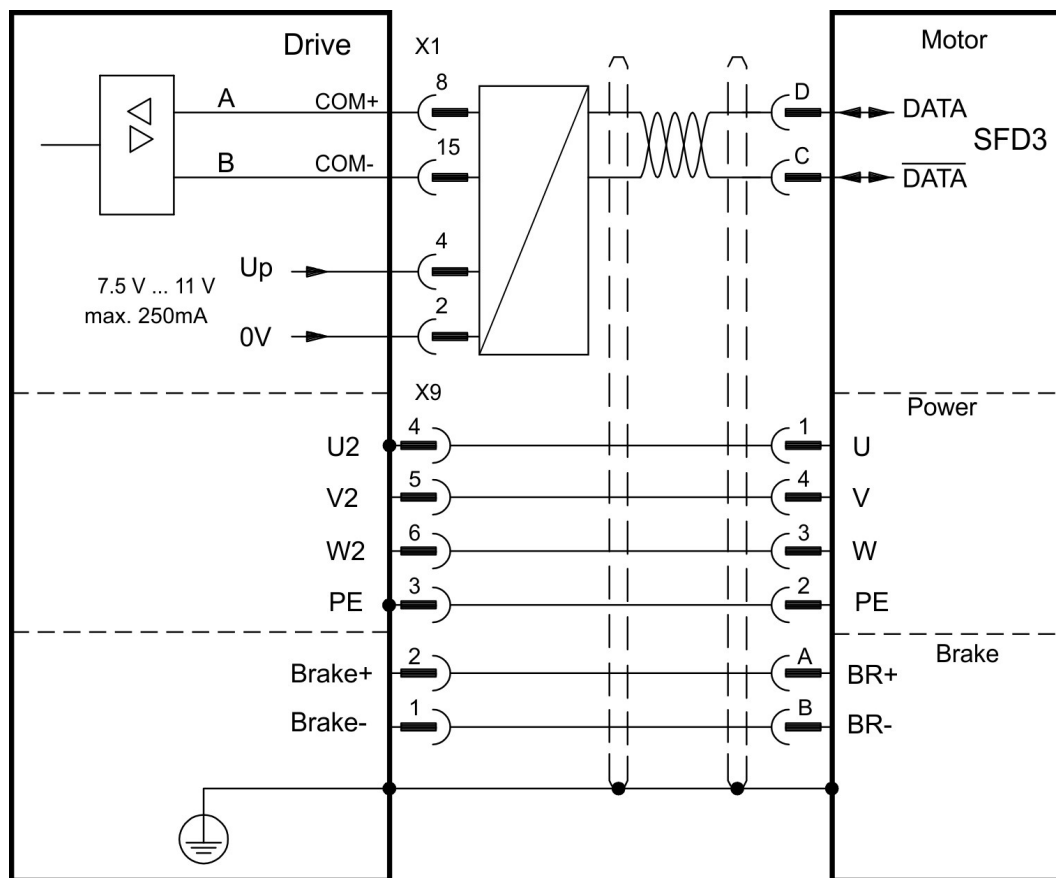 Drive
X1
Motor
A
COM+
8
D
DATA
SFD3
B
COM-
15
C
DATA
Up
4
7.5 V ... 11 V
max. 250mA
0V
2
X9
Power
U2
4
1
U
V2
5
4
V
W2
6
3
W
PE
3
2
PE
Brake
Brake+
2
A
BR+
Brake-
1
B
BR-